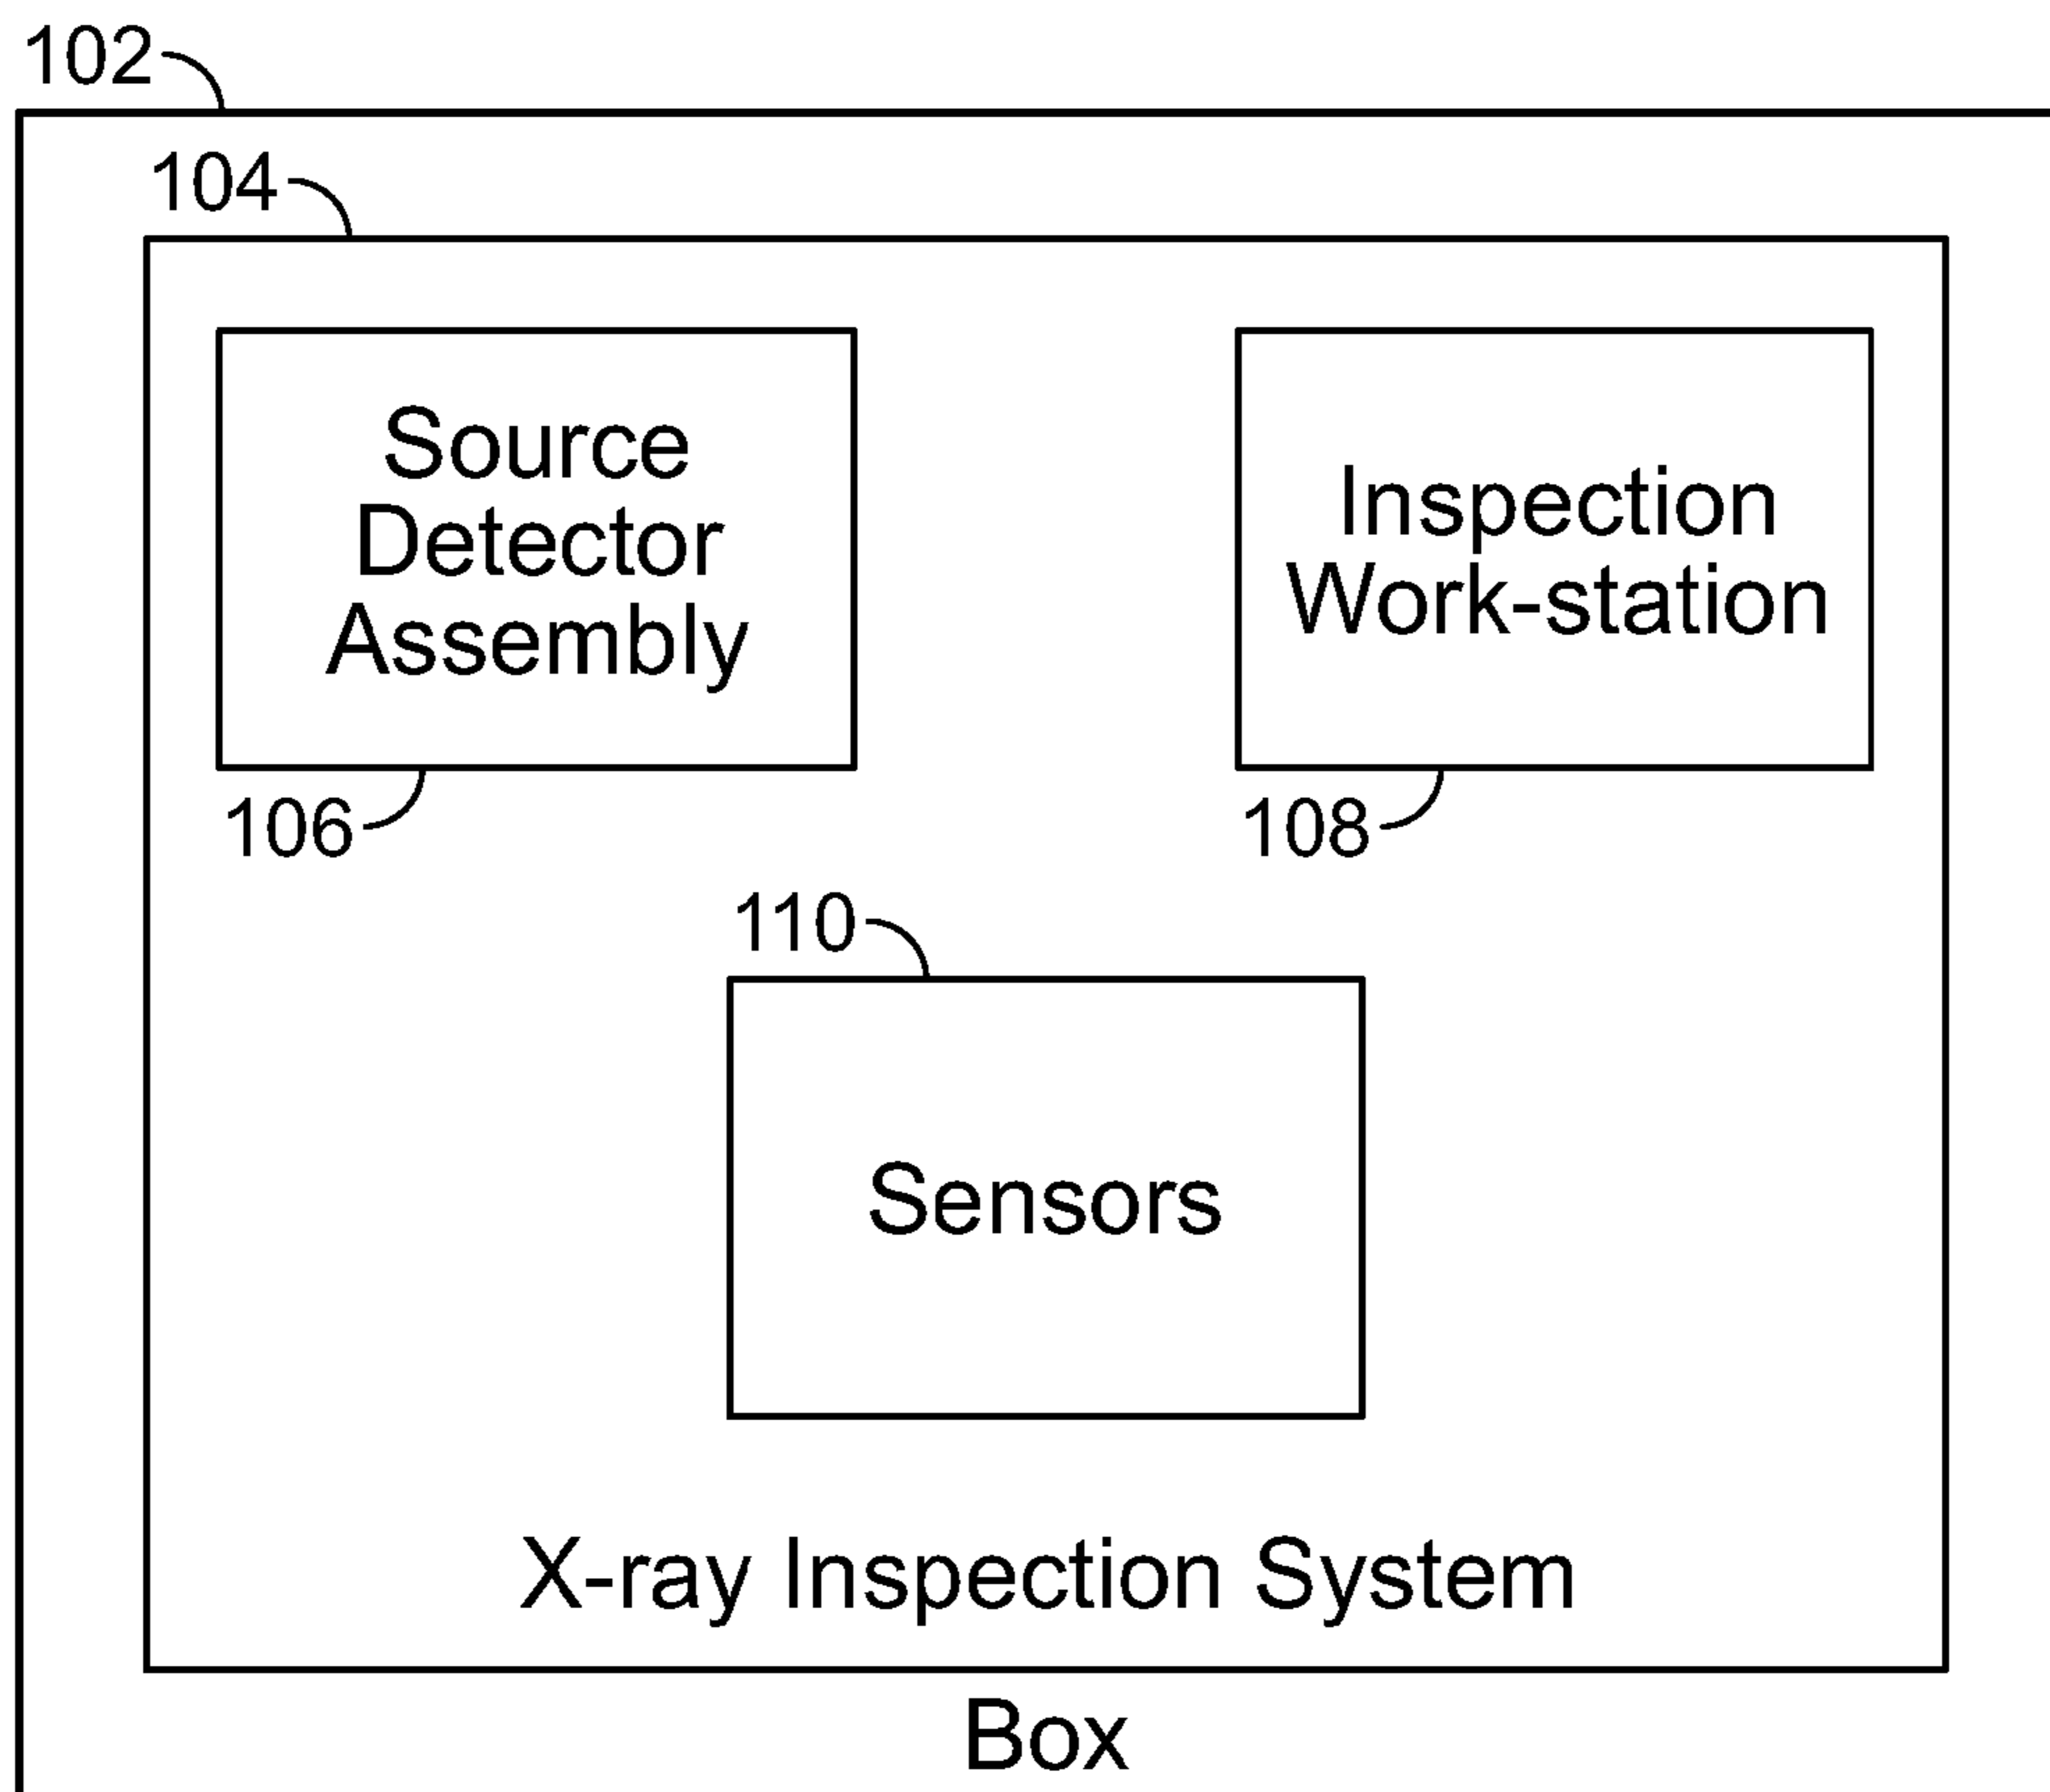 102
104
Source
Detector
Assembly
Inspection
Work-station
106
108
110
Sensors
X-ray Inspection System
Box